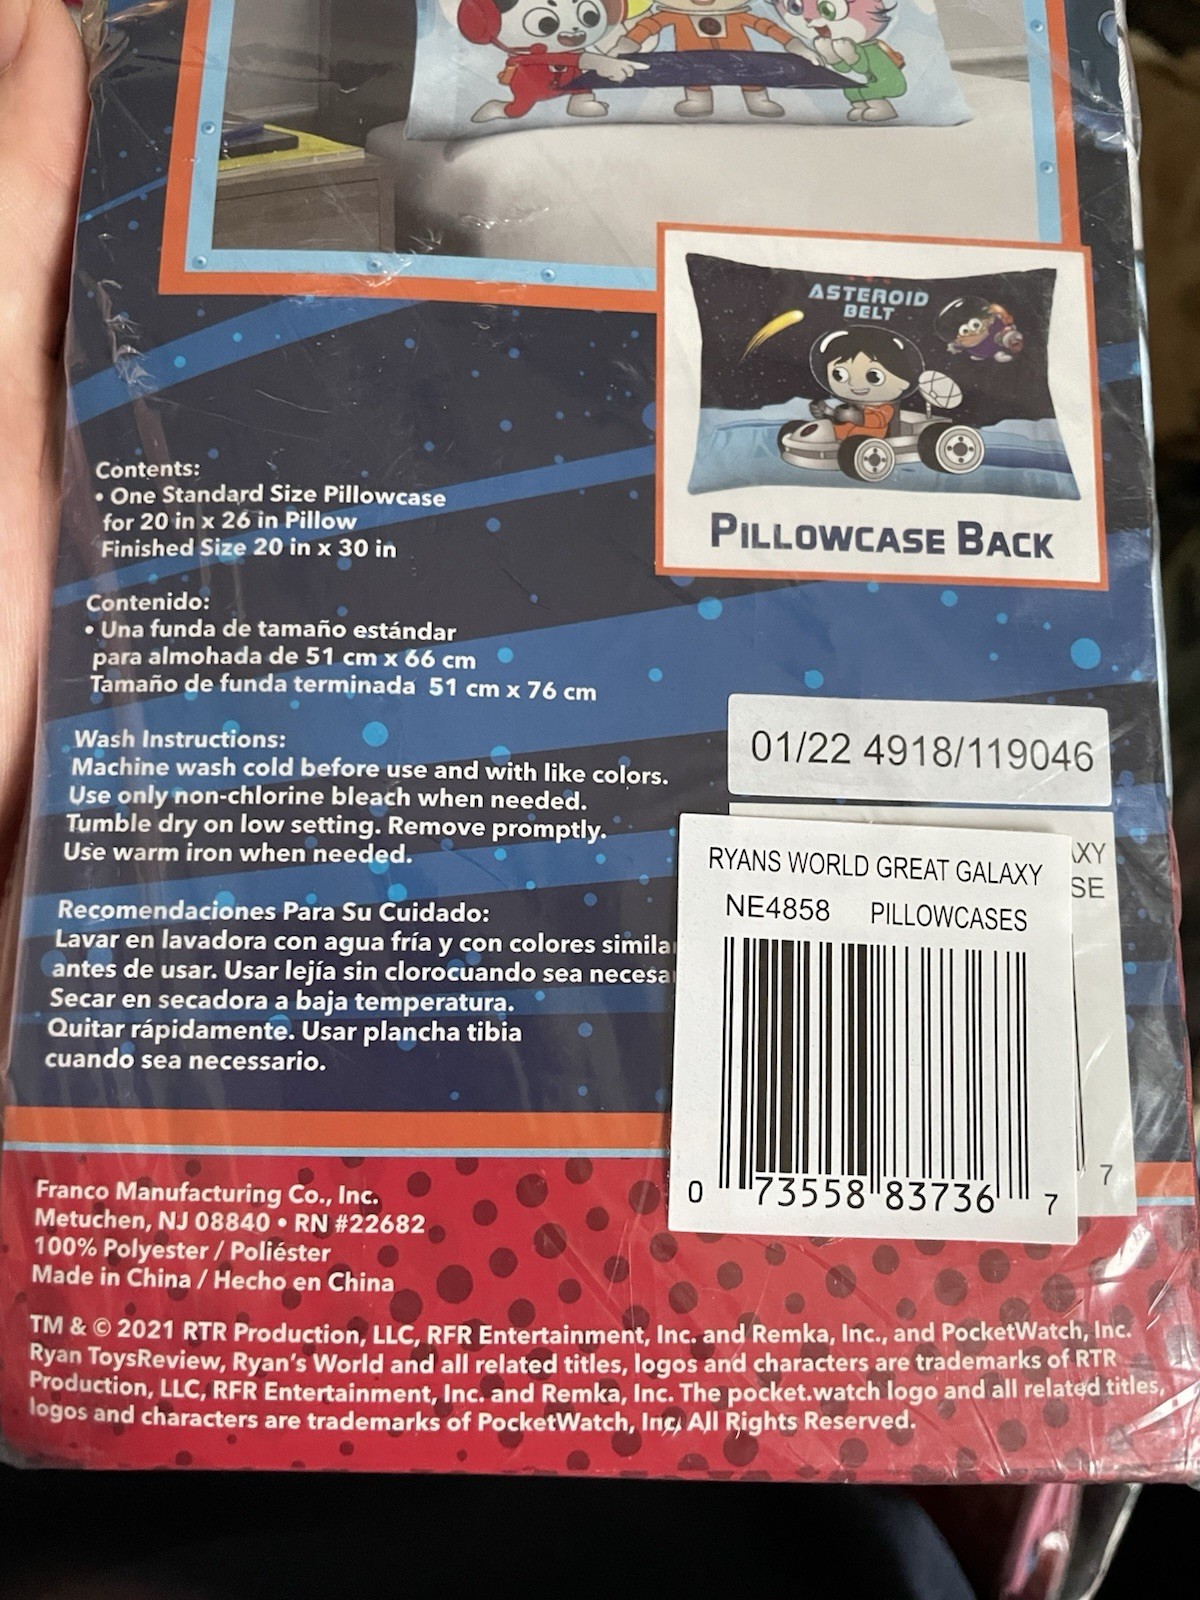 ASTEROID
BELT
PILLOWCASE BACK
Contents:
• One Standard Size Pillowcase
for 20 in x 26 in Pillow
Finished Size 20 in x 30 in
Contenido:
• Una funda de tamaño estándar
para almohada de 51 cm x 66 cm
Tamaño de funda terminada 51 cm x 76 cm
Wash Instructions:
Machine wash cold before use and with like colors.
Use only non-chlorine bleach when needed.
Tumble dry on low setting. Remove promptly.
Use warm iron when needed.
Recomendaciones Para Su Cuidado:
Lavar en lavadora con agua fría y con colores simila
antes de usar. Usar lejía sin clorocuando sea necesa
Secar en secadora a baja temperatura.
Quitar rápidamente. Usar plancha tibia
cuando sea necessario.
01/22 4918/119046
XY
SE
7
RYANS WORLD GREAT GALAXY
NE4858 PILLOWCASES
0 73558 83736 7
Franco Manufacturing Co., Inc.
Metuchen, NJ 08840 • RN #22682
100% Polyester / Poliéster
Made in China / Hecho en China
TM & © 2021 RTR Production, LLC, RFR Entertainment, Inc. and Remka, Inc., and PocketWatch, Inc.
Ryan ToysReview, Ryan's World and all related titles, logos and characters are trademarks of RTR
Production, LLC, RFR Entertainment, Inc. and Remka, Inc. The pocket.watch logo and all related titles,
logos and characters are trademarks of PocketWatch, Inc. All Rights Reserved.